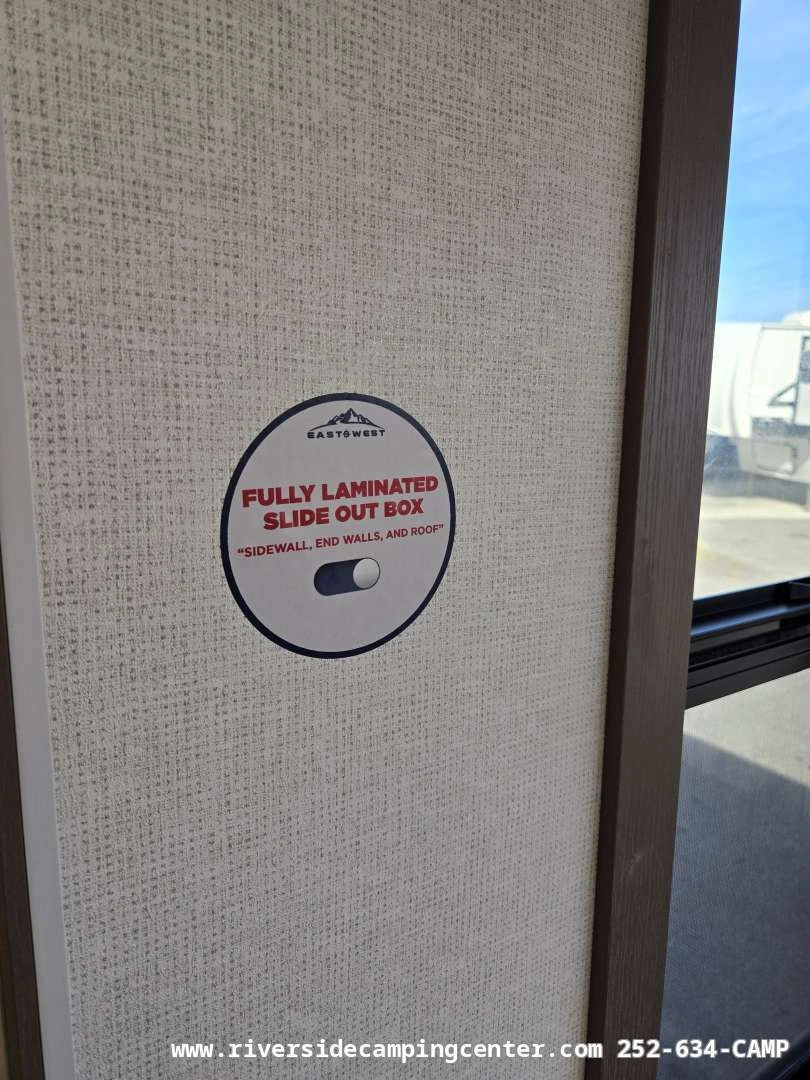 EAST WEST
FULLY LAMINATED
SLIDE OUT BOX
“SIDEWALL, END WALLS, AND ROOF”
www.riversidecampingcenter.com 252-634-CAMP